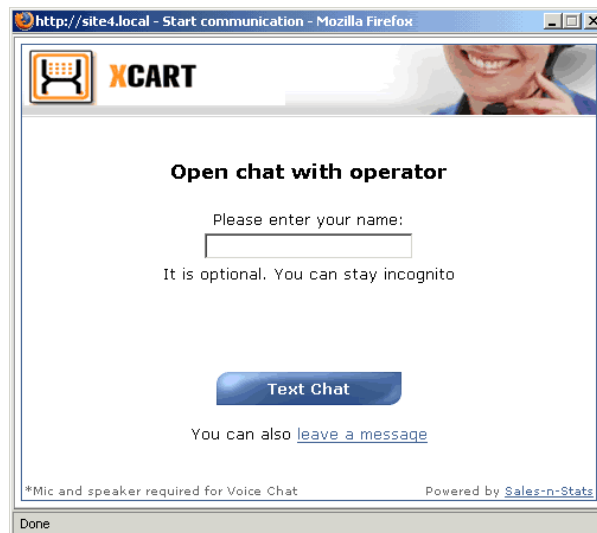 http://site4.local - Start communication - Mozilla Firefox
XCART
Open chat with operator
Please enter your name:
It is optional. You can stay incognito
Text Chat
You can also leave a message
*Mic and speaker required for Voice Chat
Powered by Sales-n-Stats
Done